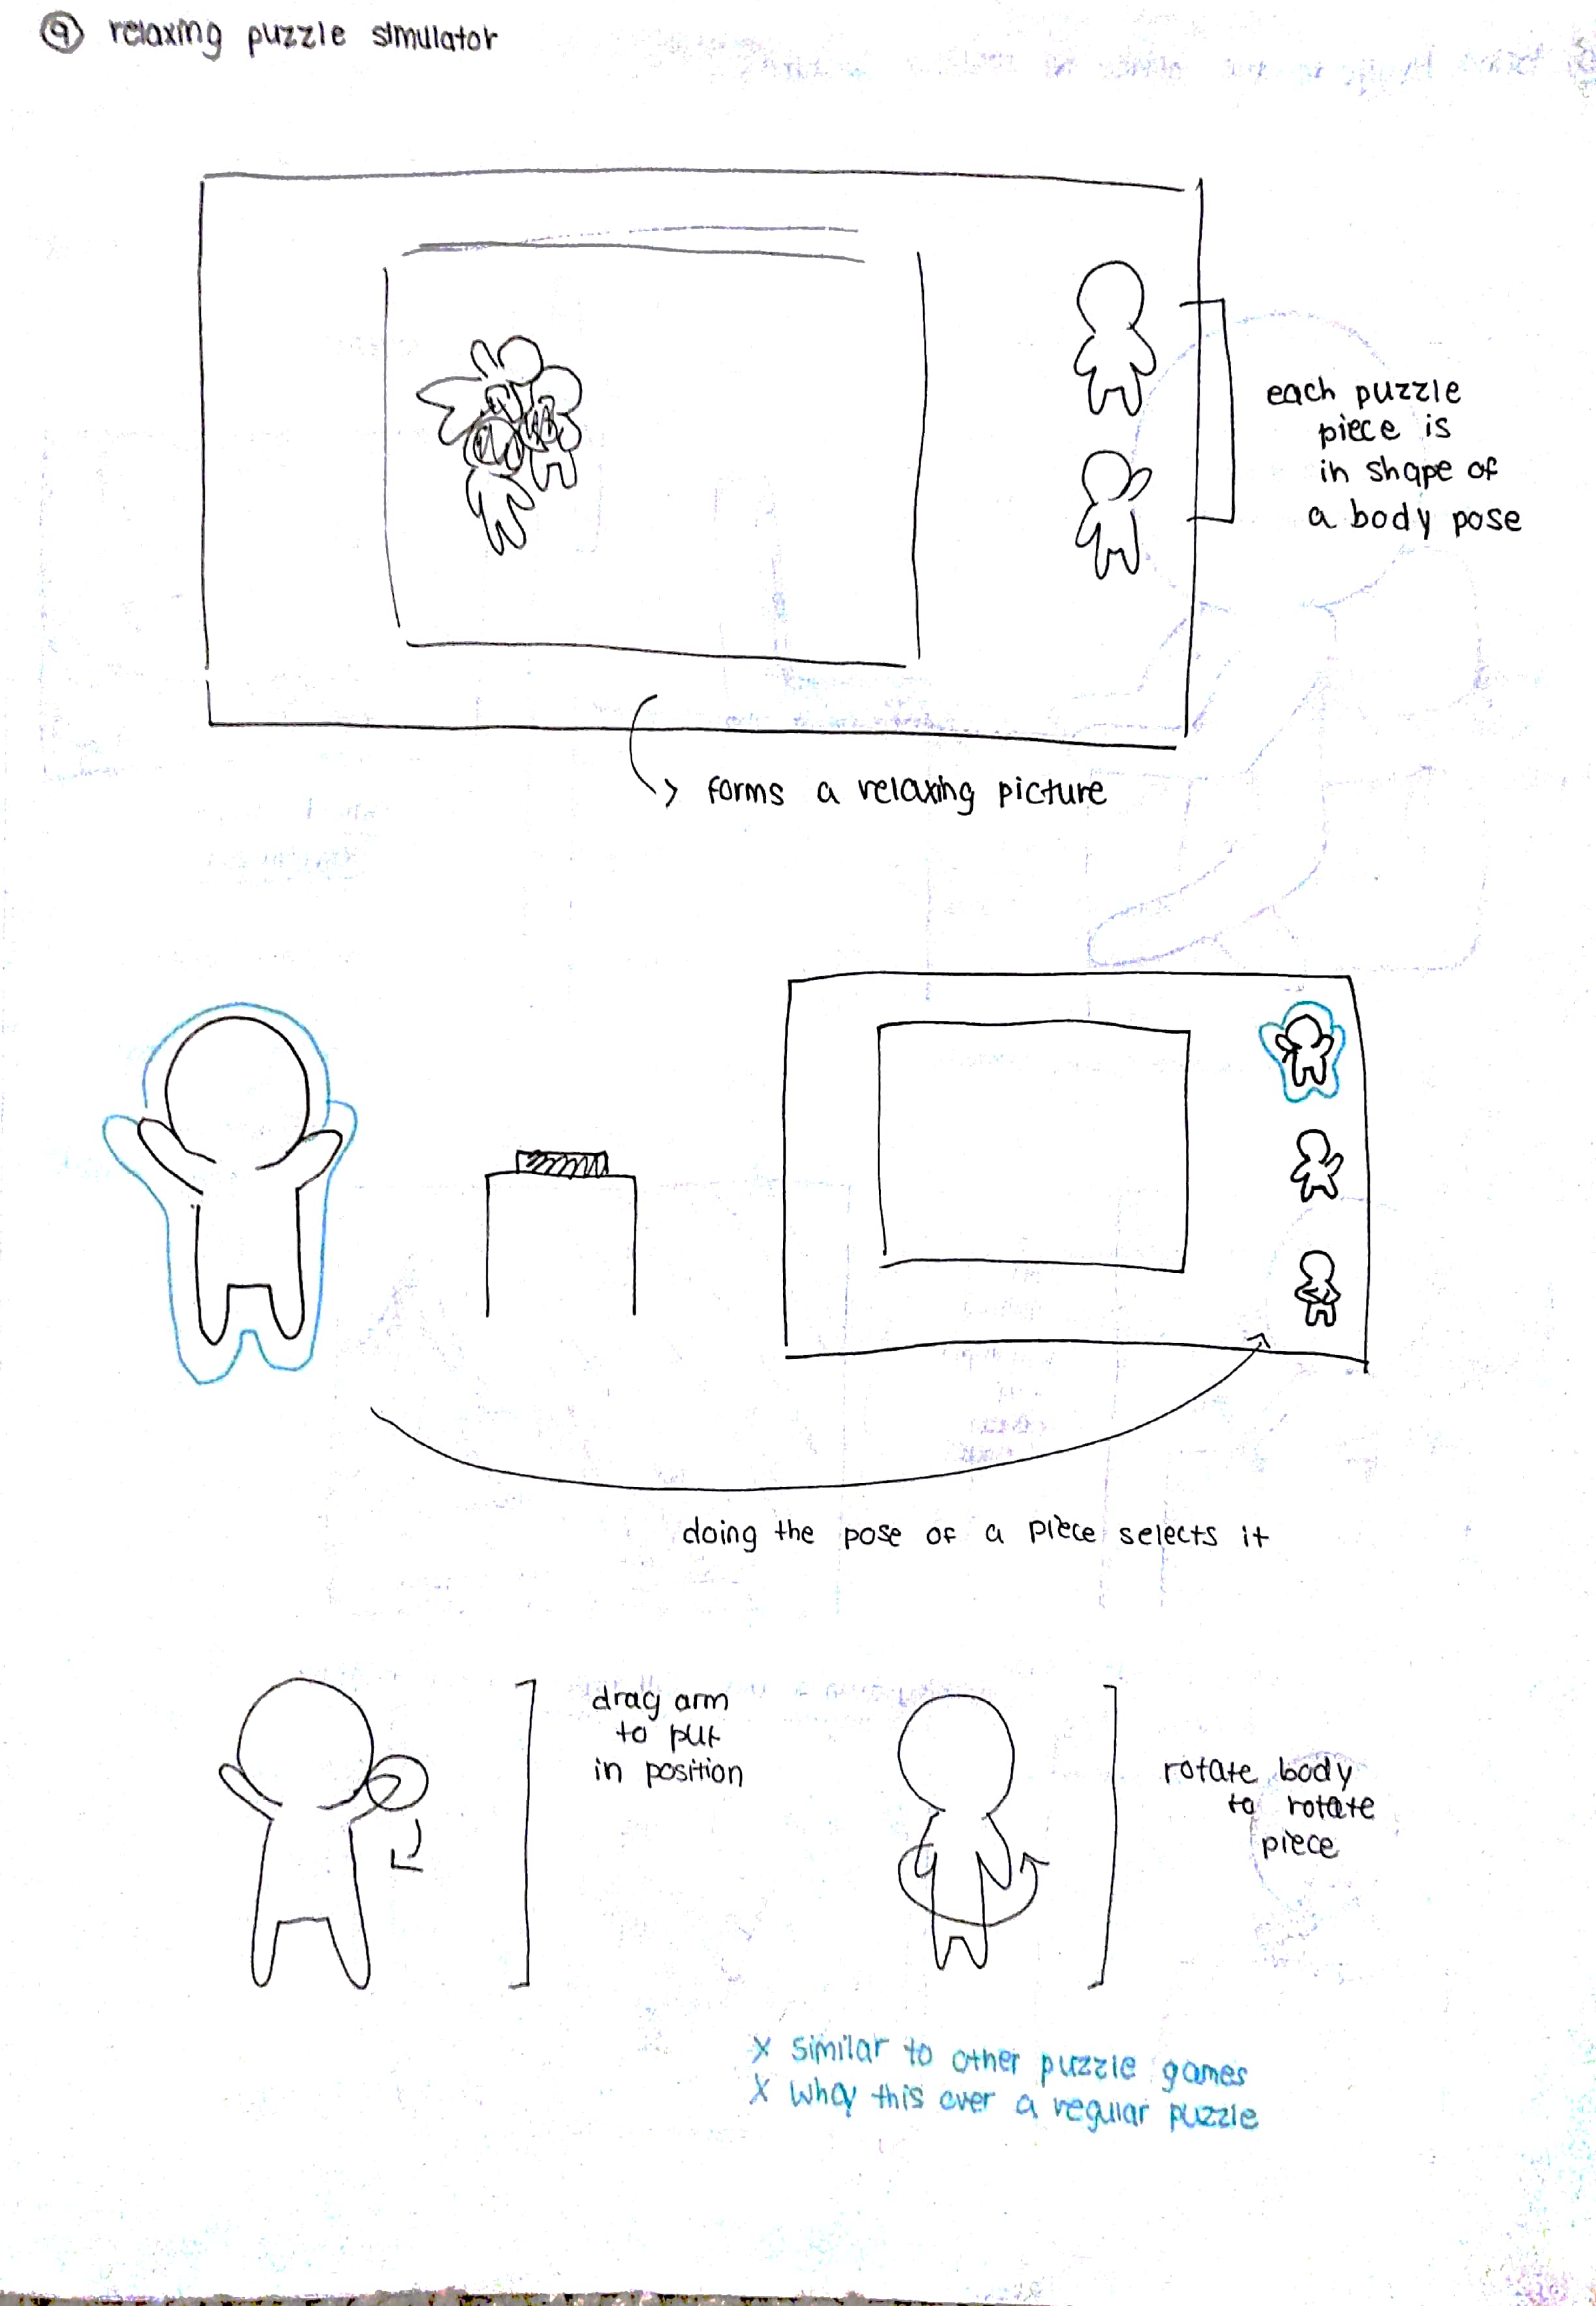 9 relaxing puzzle simulator
each puzzle
piece is
in shape of
a body pose
forms a relaxing picture
doing the pose of a piece selects it
drag arm
to put
in position
rotate body
to rotate
piece
x similar to other puzzle games
x why this over a regular puzzle